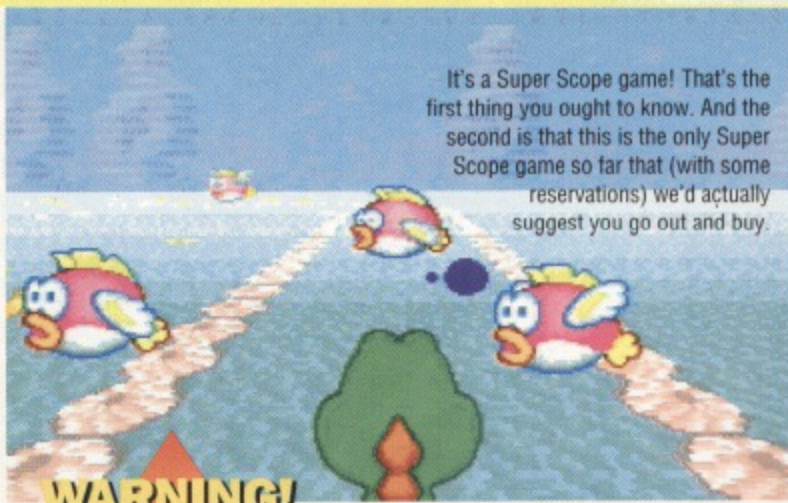 It's a Super Scope game! That's the
first thing you ought to know. And the
second is that this is the only Super
Scope game so far that (with some
reservations) we'd actually
suggest you go out and buy.
WARNING!